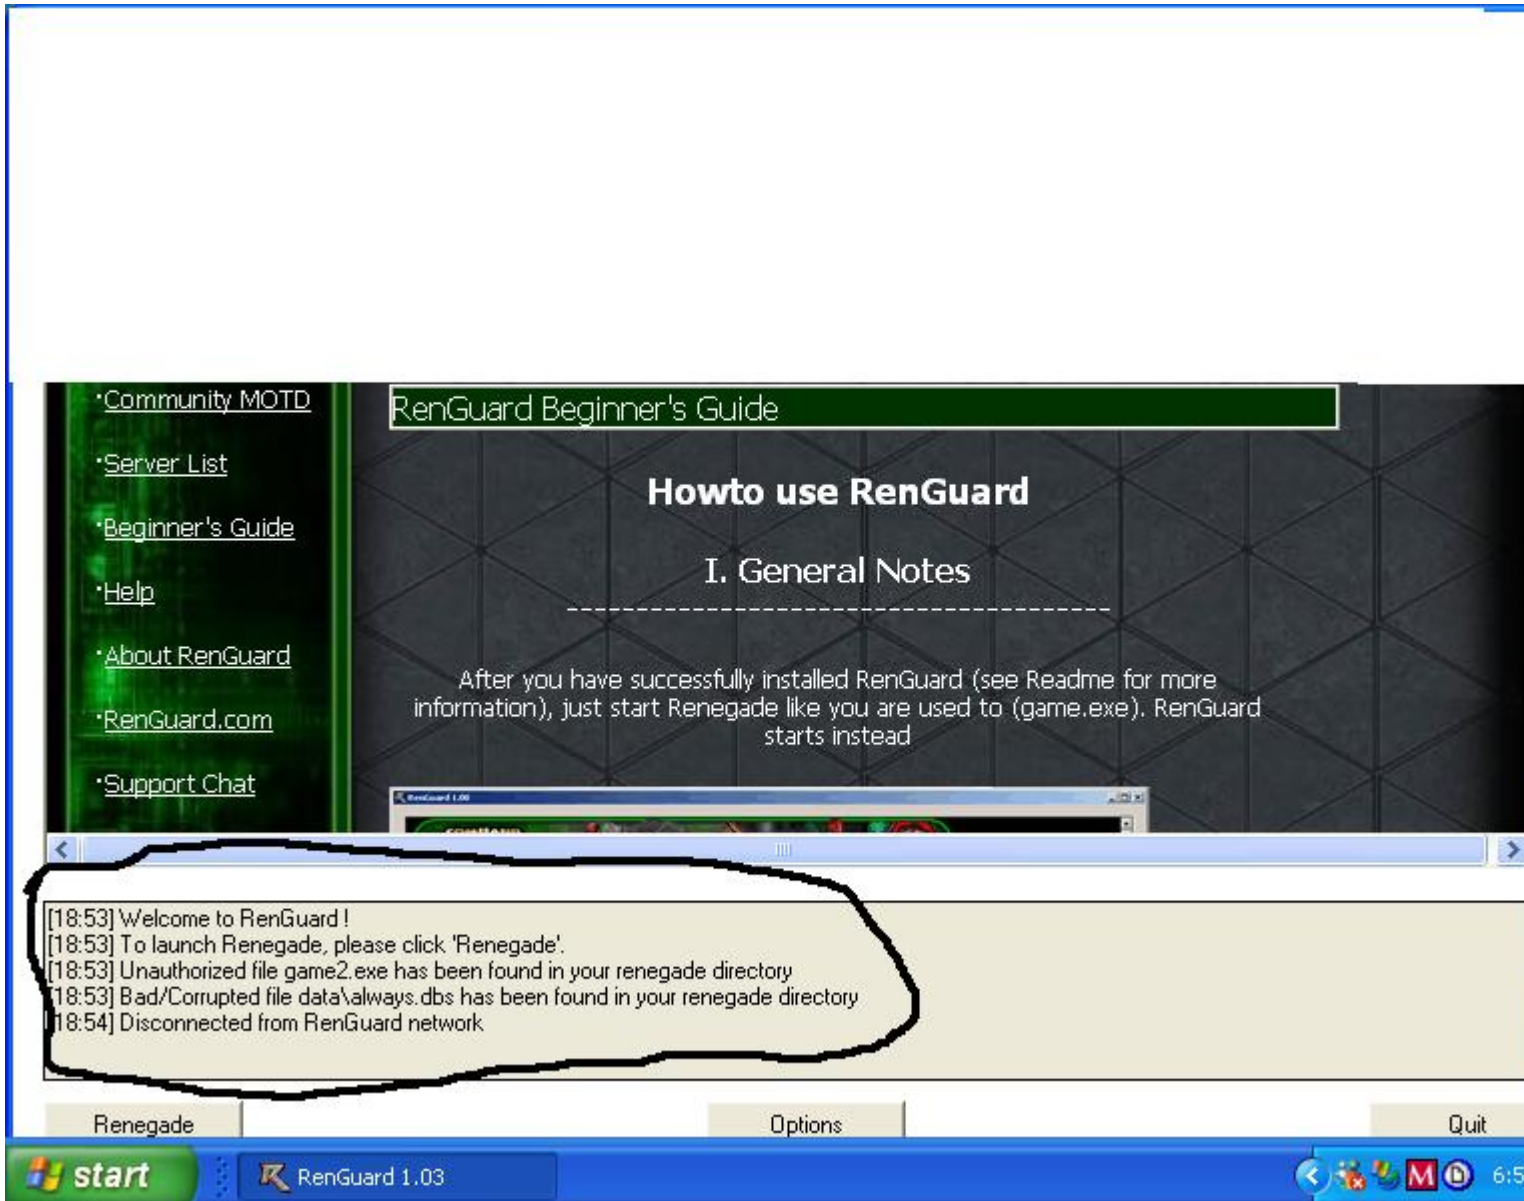 ·Community MOTD
RenGuard Beginner's Guide
·Server List
Howto use RenGuard
·Beginner's Guide
I. General Notes
------------------------------------
·Help
·About RenGuard
After you have successfully installed RenGuard (see Readme for more
information), just start Renegade like you are used to (game.exe). RenGuard
starts instead
·RenGuard.com
·Support Chat
RenGuard 1.03
[18:53] Welcome to RenGuard !
[18:53] To launch Renegade, please click 'Renegade'.
[18:53] Unauthorized file game2.exe has been found in your renegade directory
[18:53] Bad/Corrupted file data\always.dbs has been found in your renegade directory
[18:54] Disconnected from RenGuard network
Renegade
Options
Quit
start
RenGuard 1.03
M
6:5